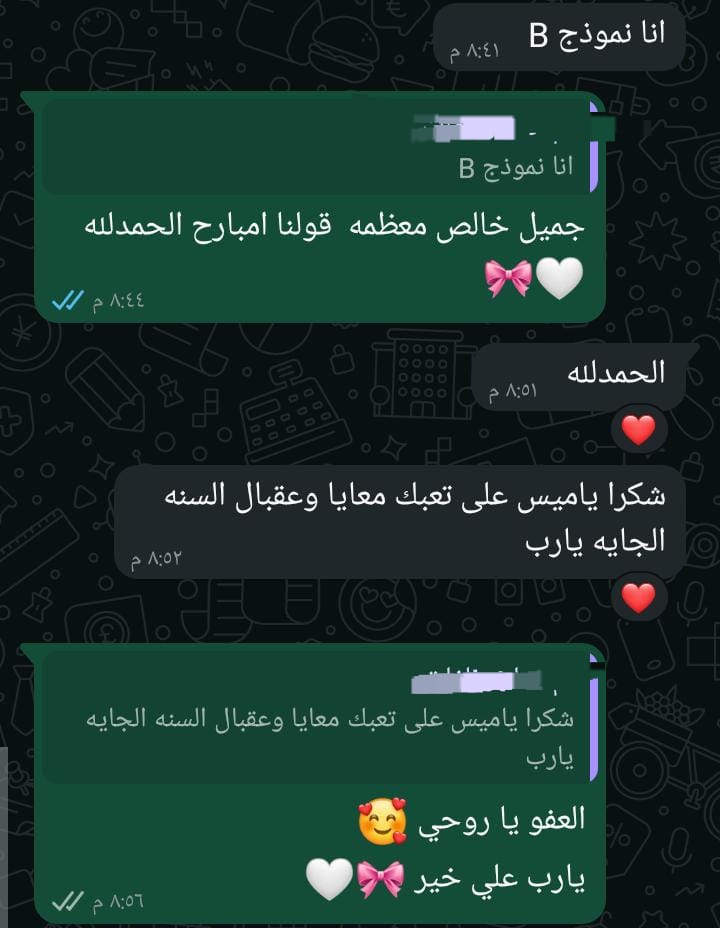 انا نموذج B
٨:٤١ م
انا نموذج B
جميل خالص معظمه قولنا امبارح الحمدلله
🤍🎀
٨:٤٤ م
الحمدلله
٨:٥١ م
❤️
شكرا ياميس على تعبك معايا وعقبال السنه
الجايه يارب
٨:٥٢ م
❤️
شكرا ياميس على تعبك معايا وعقبال السنه الجايه
يارب
العفو يا روحي 🥰
يارب علي خير 🎀🤍
٨:٥٦ م